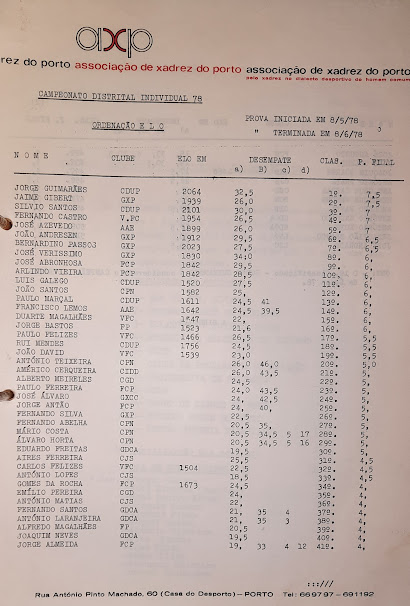 axp
rez do porto associação de xadrez do porto associação de xadrez do porto
pelo xadrez na dialecta desportiva do homem comum
CAMPEONATO DISTRITAL INDIVIDUAL 78
PROVA INICIADA EM 8/5/78
ORDENAÇÃO E L O
" TERMINADA EM 8/6/78
N O M E CLUBE ELO EM DESEMPATE CLAS. P. FINAL
a) b) c) d)
JORGE GUIMARÃES CDUP 2064 32,5 1º. 7,5
JAIME GIBERT GXP 1939 26,0 2º. 7,5
SILVIO SANTOS CDUP 2101 30,0 3º. 7
FERNANDO CASTRO V.FC 1954 26,5 4º. 7
JOSÉ AZEVEDO AAE 1899 26,0 5º. 7
JOÃO ANDRESEN GXP 1912 29,5 6º. 6,5
BERNARDINO PASSOS GXP 2023 27,5 7º. 6,5
JOSÉ VERISSIMO GXP 1830 34:0 8º. 6,
JOSÉ ABRONHOSA FCP 1842 29,5 9º. 6,
ARLINDO VIEIRA FCP 1842 28,5 10º. 6,
LUIS GALEGO CDUP 1520 27,5 11º. 6,
JOÃO SANTOS CPN 1582 25, 12º. 6,
PAULO MARÇAL CDUP 1611 24,5 41 13º. 6,
FRANCISCO LEMOS AAE 1642 24,5 39,5 14º. 6,
DUARTE MAGALHÃES VFC 1547 22, 15º. 6,
JORGE BASTOS FP 1523 21,6 16º. 6,
PAULO FELIZES VFC 1466 26,5 17º. 5,5
RUI MENDES CDUP 1756 24,5 18º. 5,5
JOÃO DAVID VFC 1539 23,0 19º. 5,5
ANTÓNIO TEIXEIRA CPN 26,0 46,0 20º. 5,0
AMÉRICO CERQUEIRA CIDD 26,0 43,5 21º. 5,
ALBERTO MEIRELES CGD 24,5 22º. 5,
PAULO FERREIRA FCP 24,0 43,5 23º. 5,
JOSÉ ÁLVARO GXCC 24, 42,5 24º. 5,
JORGE ANTÃO FCP 24, 40, 25º. 5,
FERNANDO SILVA GXP 22,5 26º. 5,
FERNANDO ABELHA CPN 20,5 35, 27º. 5,
MÁRIO COSTA CPN 20,5 34,5 5 17 28º. 5,
ÁLVARO HORTA CPN 20,5 34,5 5 16 29º. 5,
EDUARDO FREITAS GDCA 19,5 30º. 5,
AIRES FERREIRA CJS 25,5 31º. 4,5
CARLOS FELIZES VFC 1504 22,5 32º. 4,5
ANTÓNIO LOPES CJS 18,5 33º. 4,5
GOMES DA ROCHA FCP 1673 24,5 34º. 4,
EMÍLIO PEREIRA CGD 24, 35º. 4,
ANTÓNIO MATIAS CJS 22, 36º. 4,
FERNANDO SANTOS GDCA 21, 35 4 37º. 4,
ANTÓNIO LARANJEIRA GDCA 21, 35 3 38º. 4,
ALFREDO MAGALHÃES FP 20,5 39º. 4,
JOAQUIM NEVES GDCA 19,5 40º. 4,
JORGE ALMEIDA FCP 19, 33 4 12 41º. 4,
:::///
Rua António Pinto Machado, 60 (Casa do Desporto) — PORTO Tel: 669797 - 691192